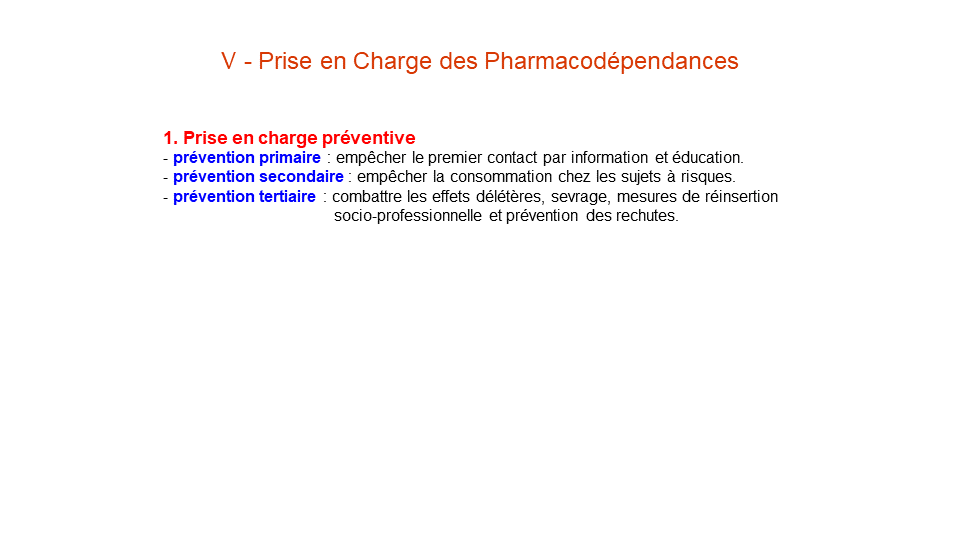 V - Prise en Charge des Pharmacodépendances
1. Prise en charge préventive
- prévention primaire : empêcher le premier contact par information et éducation.
- prévention secondaire : empêcher la consommation chez les sujets à risques.
- prévention tertiaire : combattre les effets délétères, sevrage, mesures de réinsertion
socio-professionnelle et prévention des rechutes.